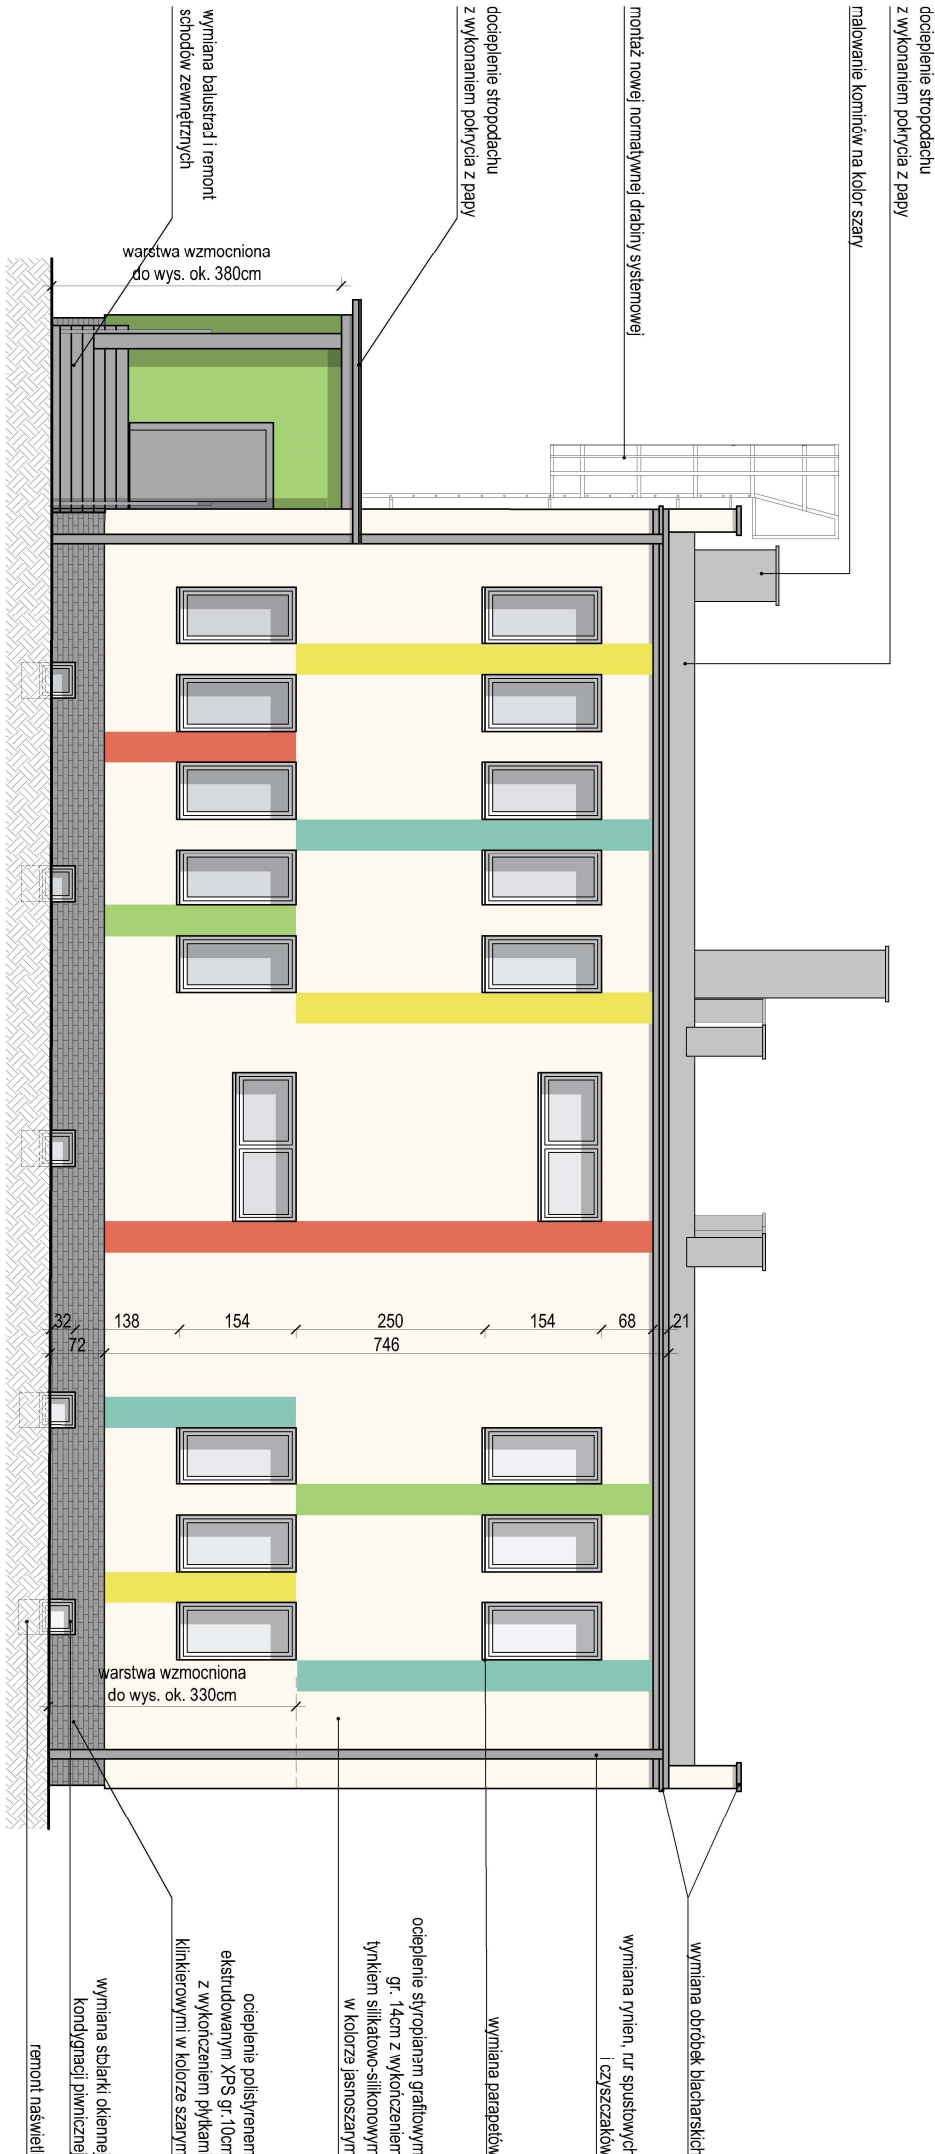 docieplenie stropodachu
z wykonaniem pokrycia z papy
malowanie kominów na kolor szary
montaż nowej normatywnej drabiny systemowej
docieplenie stropodachu
z wykonaniem pokrycia z papy
wymiana balustrad i remont
schodów zewnętrznych
warstwa wzmocniona
do wys. ok. 380cm
32
138
154
250
154
68
21
72
746
warstwa wzmocniona
do wys. ok. 330cm
wymiana obróbek blacharskich
wymiana rynien, rur spustowych
i czyszczaków
wymiana parapetów
ocieplenie styropianem grafitowym
gr. 14cm z wykończeniem
tynkiem silikatowo-silikonowym
w kolorze jasnoszarym
ocieplenie polistyrenem
ekstrudowanym XPS gr.10cm
z wykończeniem płytkami
klinkierowymi w kolorze szarym
wymiana stolarki okiennej
kondygnacji piwnicznej
remont naświetli